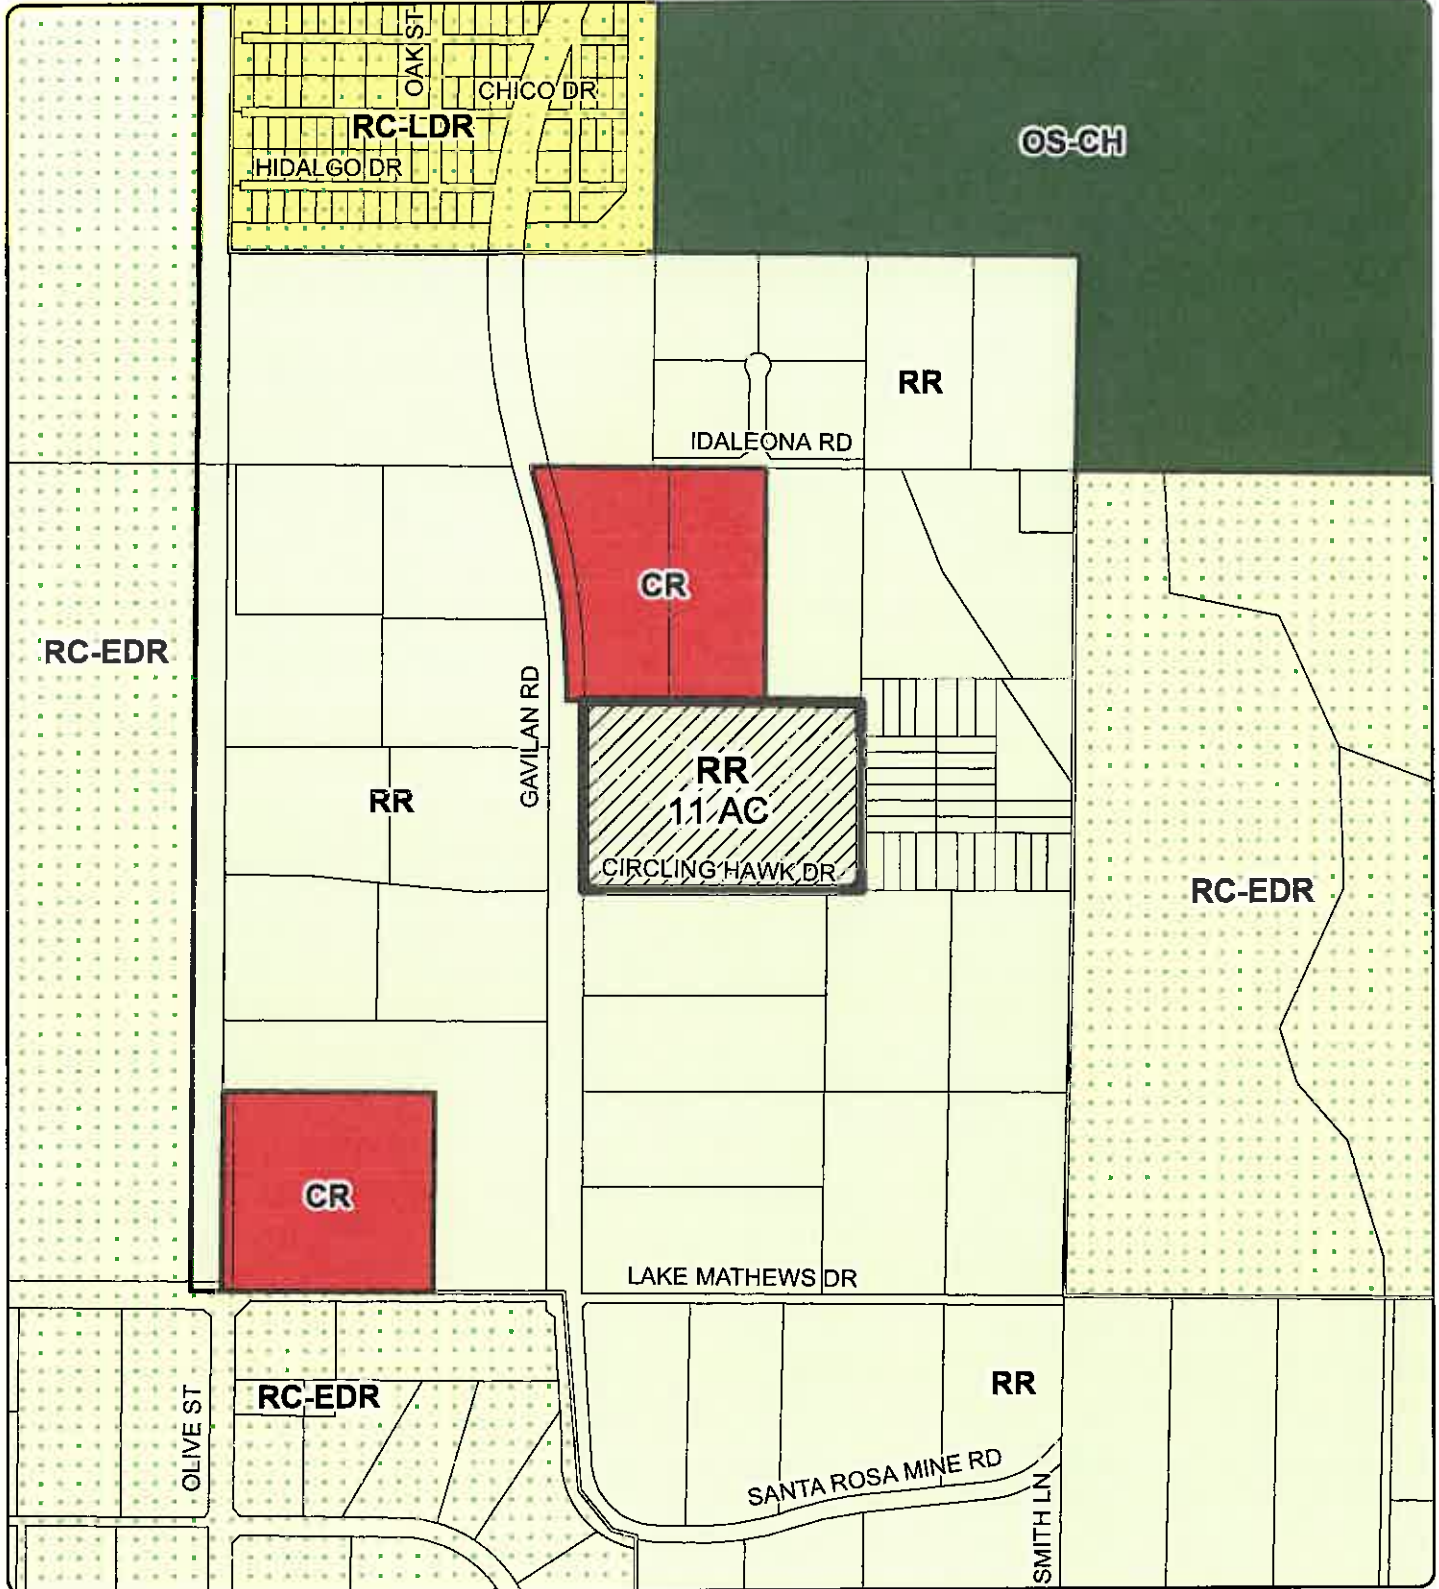 OAK ST
CHICO DR
RC-LDR
HIDALGO DR
OS-CH
RR
IDALEONA RD
CR
RC-EDR
GAVILAN RD
RR
RR
11 AC
CIRCLING HAWK DR
RC-EDR
CR
LAKE MATHEWS DR
RC-EDR
RR
OLIVE ST
SANTA ROSA MINE RD
SMITH LN